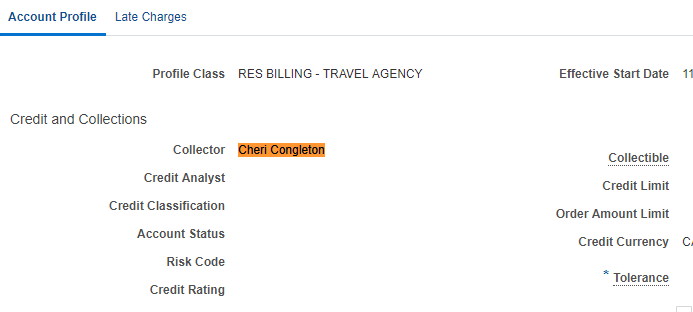 Account Profile Late Charges
Profile Class RES BILLING - TRAVEL AGENCY Effective Start Date 11
Credit and Collections
Collector Cheri Congleton
Collectible
Credit Analyst
Credit Limit
Credit Classification
Order Amount Limit
Account Status
Credit Currency
Risk Code
* Tolerance
Credit Rating